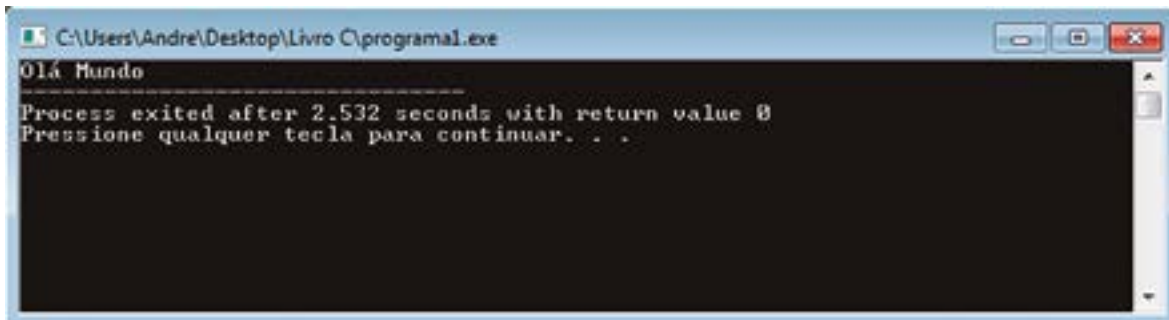 C:\Users\Andre\Desktop\Livro C\programa1.exe
Olá Mundo
--------------------------------
Process exited after 2.532 seconds with return value 0
Pressione qualquer tecla para continuar. . .